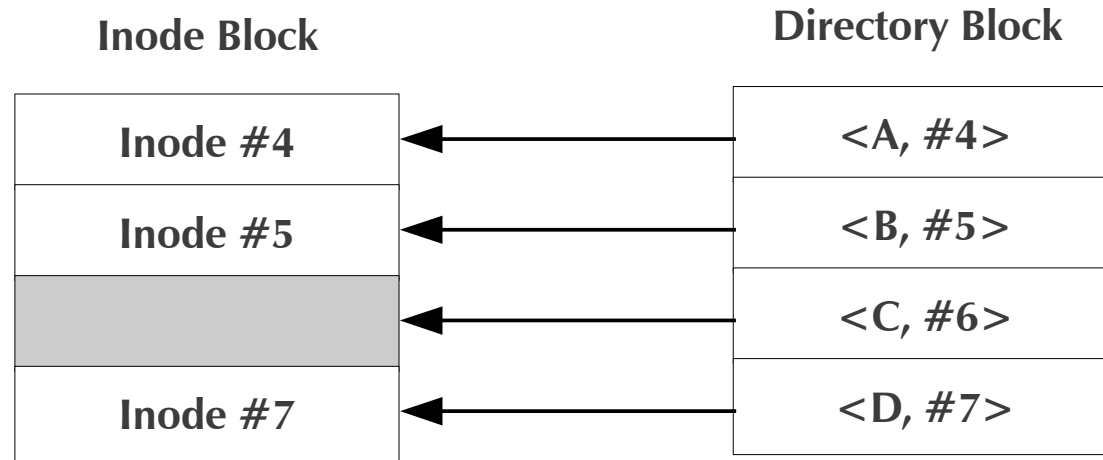 Inode Block
Directory Block
Inode #4
<A, #4>
Inode #5
<B, #5>
<C, #6>
Inode #7
<D, #7>